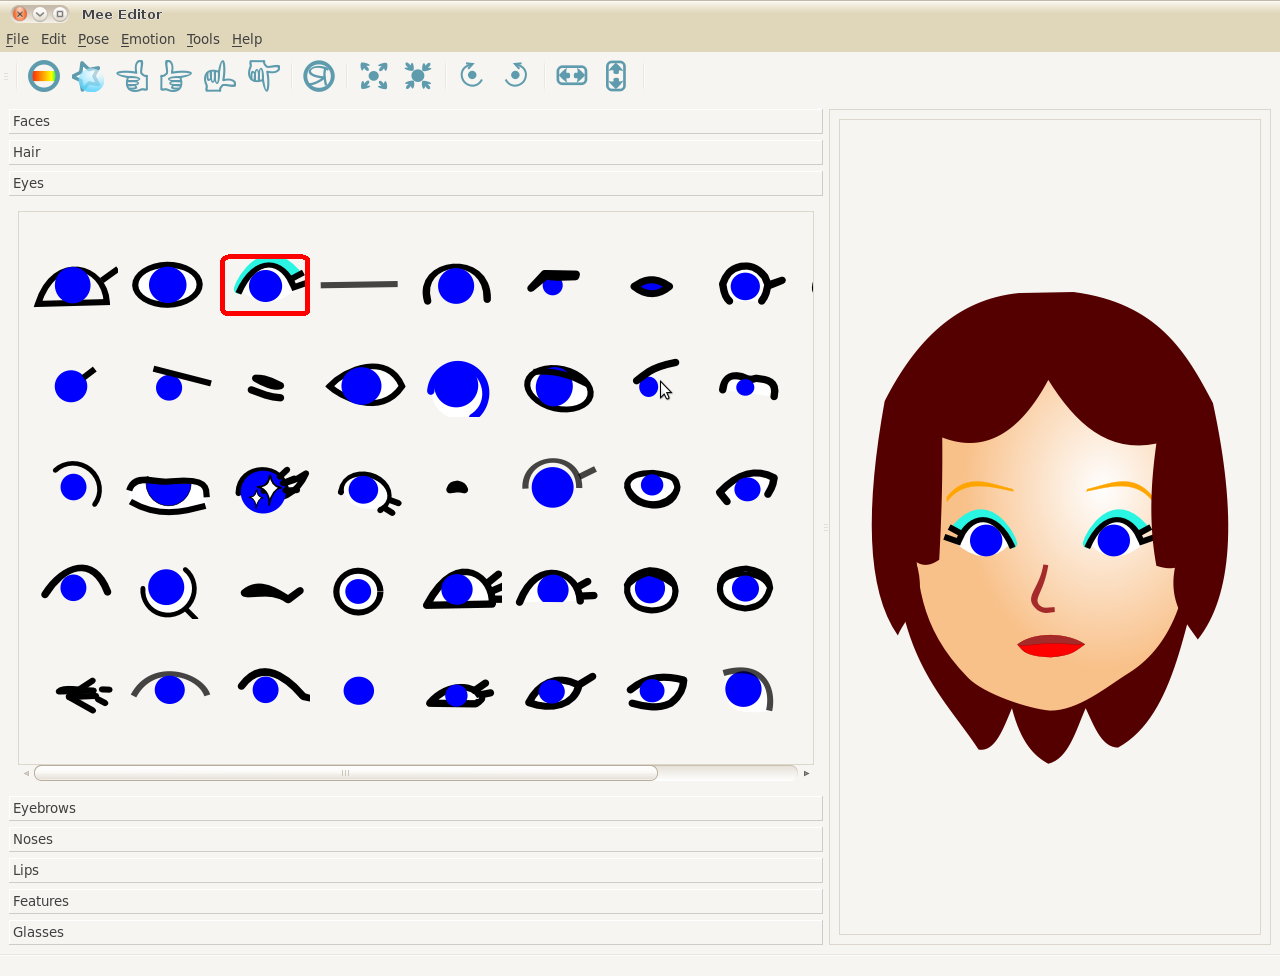 Mee Editor
File Edit Pose Emotion Tools Help
Faces
Hair
Eyes
Eyebrows
Noses
Lips
Features
Glasses